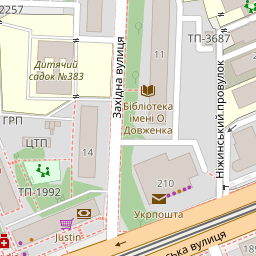 2257
ТП-3687
11
Дитячий
садок №383
Західна вулиця
Бібліотека
імені О.
Довженка
Ніжинський провулок
ГРП
ЦТП
14
ТП-1992
210
Укрпошта
Justin
ська вулиця
189